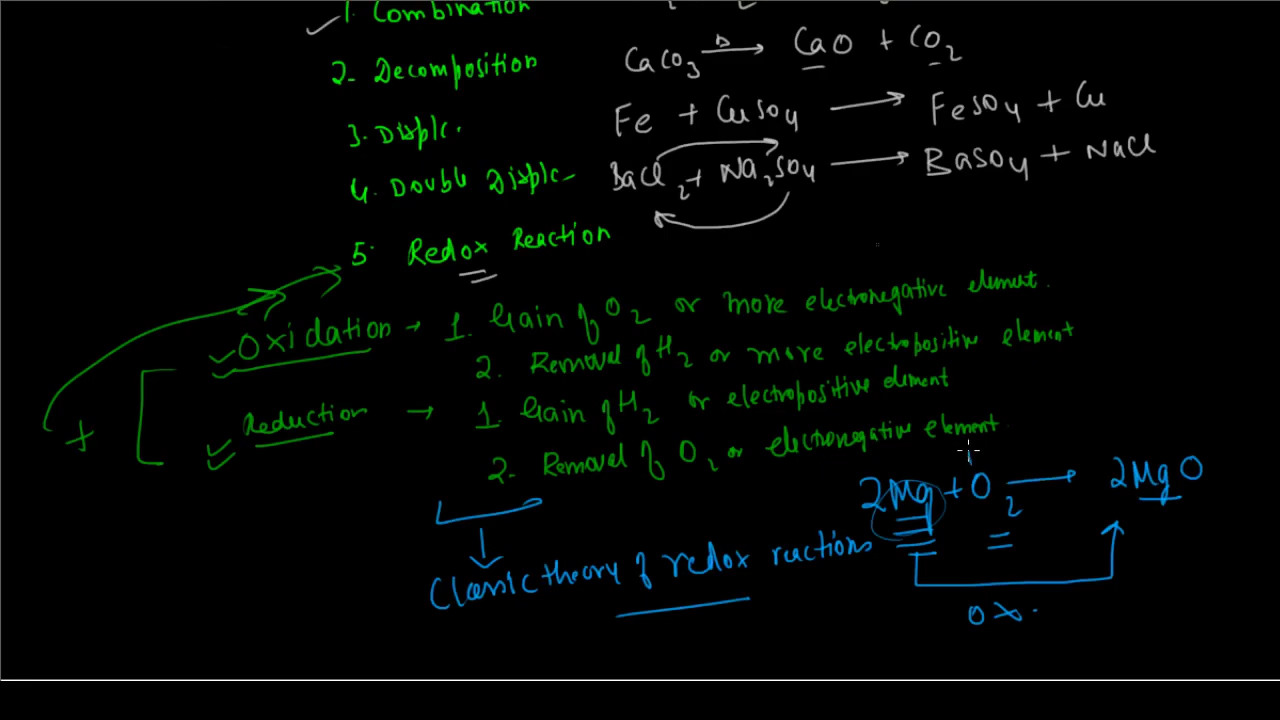 1. Combination
2. Decomposition
CaCO3 Δ→ CaO + CO2
3. Displc.
Fe + CuSO4 → FeSO4 + Cu
4. Double Displc-
BaCl2 + Na2SO4 → BaSO4 + NaCl
5. Redox Reaction
Oxidation → 1. Gain of O2 or more electronegative element.
2. Removal of H2 or more electropositive element
+
Reduction → 1. Gain of H2 or electropositive element
2. Removal of O2 or electronegative element.
2Mg + O2 → 2MgO
Classic theory of redox reactions
ox.